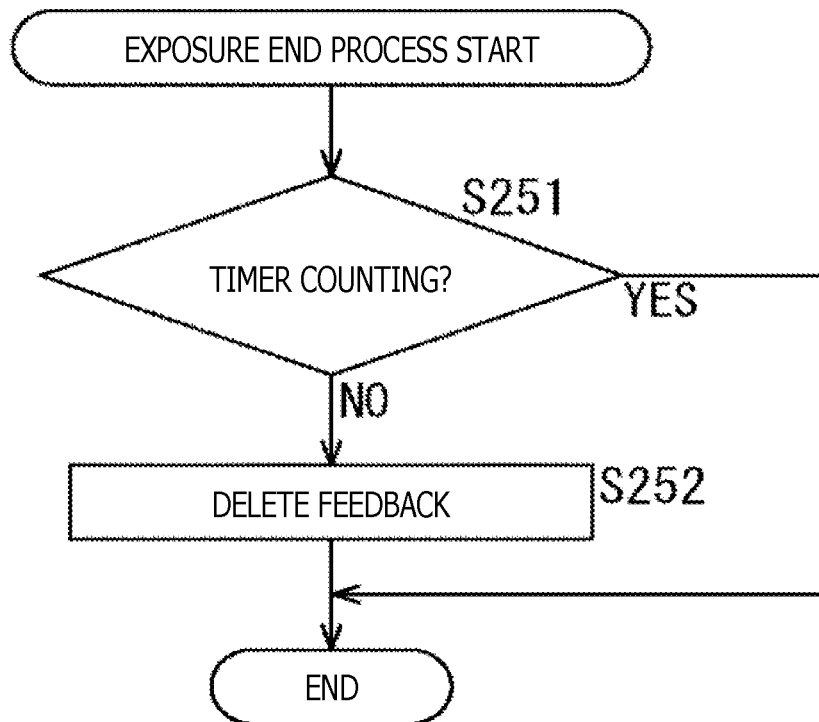 EXPOSURE END PROCESS START
S251
TIMER COUNTING?
YES
NO
DELETE FEEDBACK
S252
END